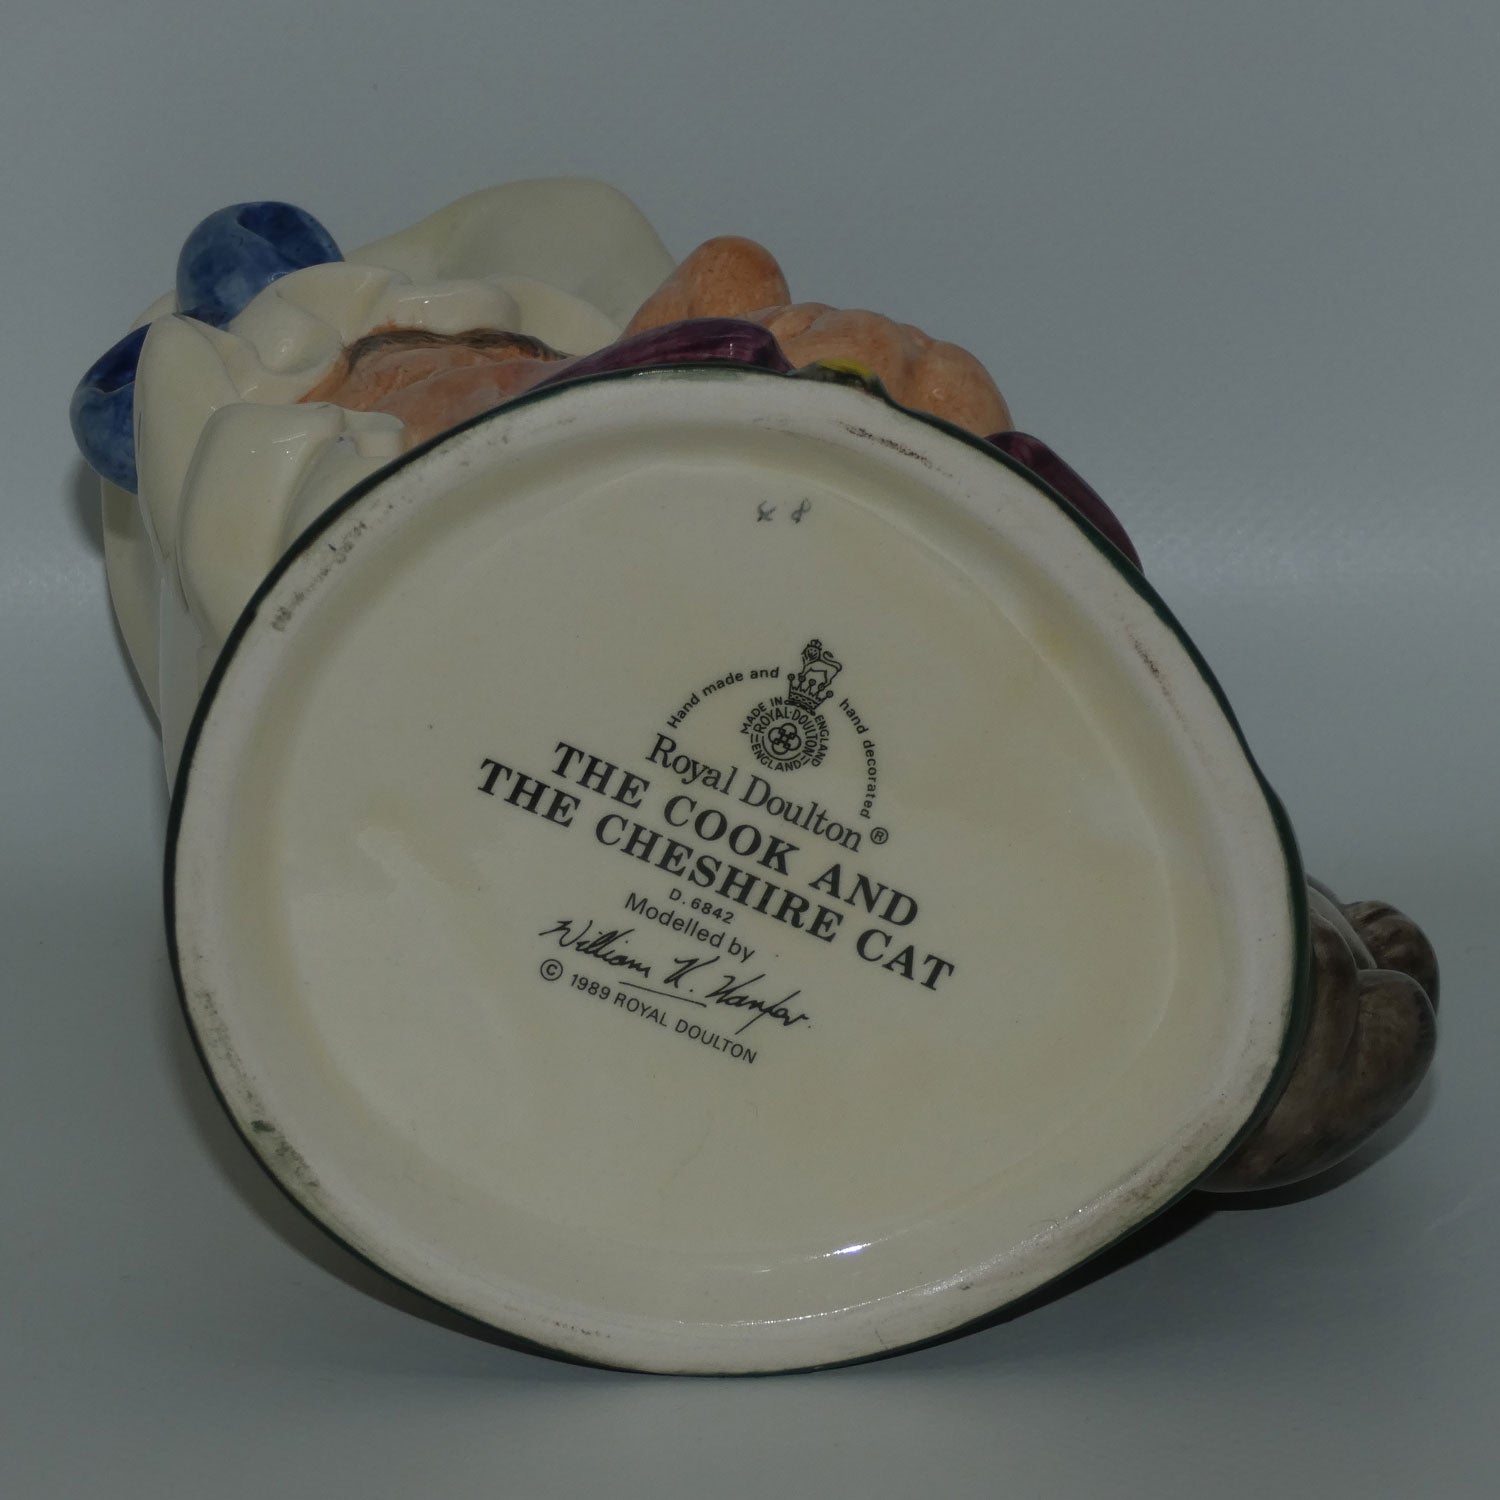 Hand made and hand decorated
MADE IN ENGLAND
ROYAL·DOULTON
ENGLAND
Royal Doulton ®
THE COOK AND
THE CHESHIRE CAT
D. 6842
Modelled by
William K. Harper.
© 1989 ROYAL DOULTON